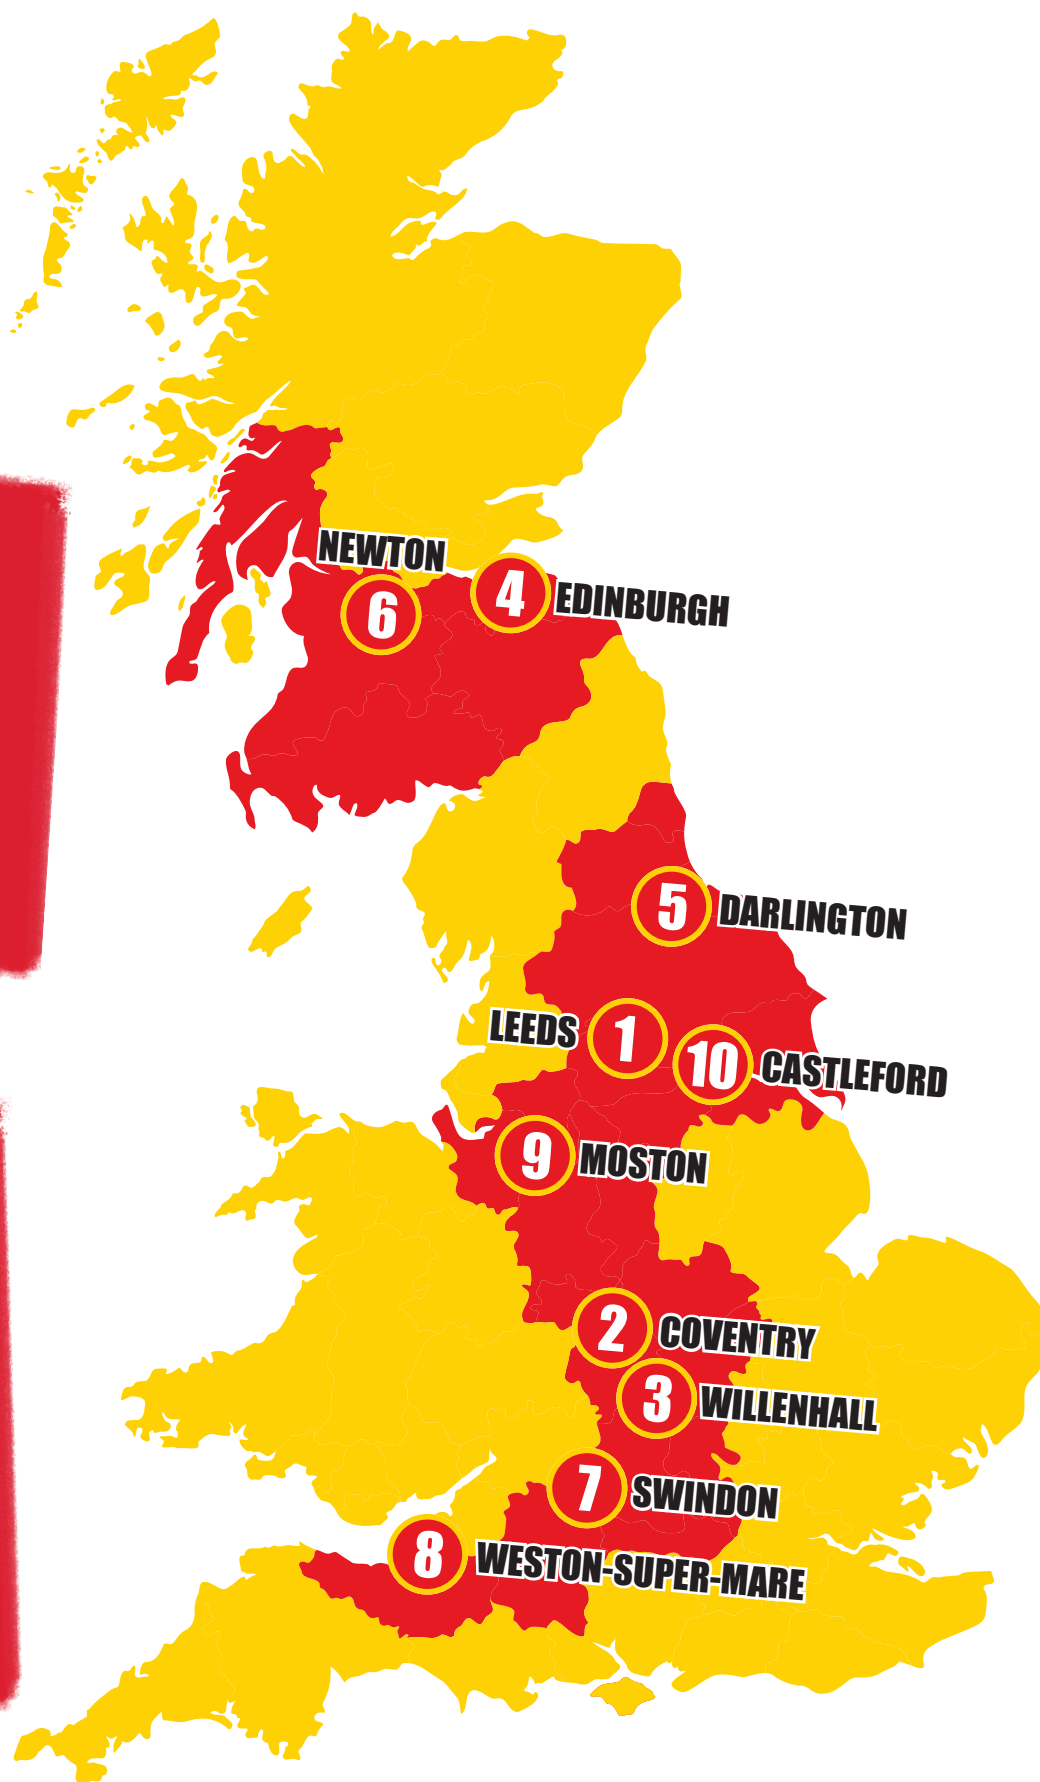 NEWTON
6
4
EDINBURGH
5
DARLINGTON
LEEDS
1
10
CASTLEFORD
9
MOSTON
2
COVENTRY
3
WILLENHALL
7
SWINDON
8
WESTON-SUPER-MARE